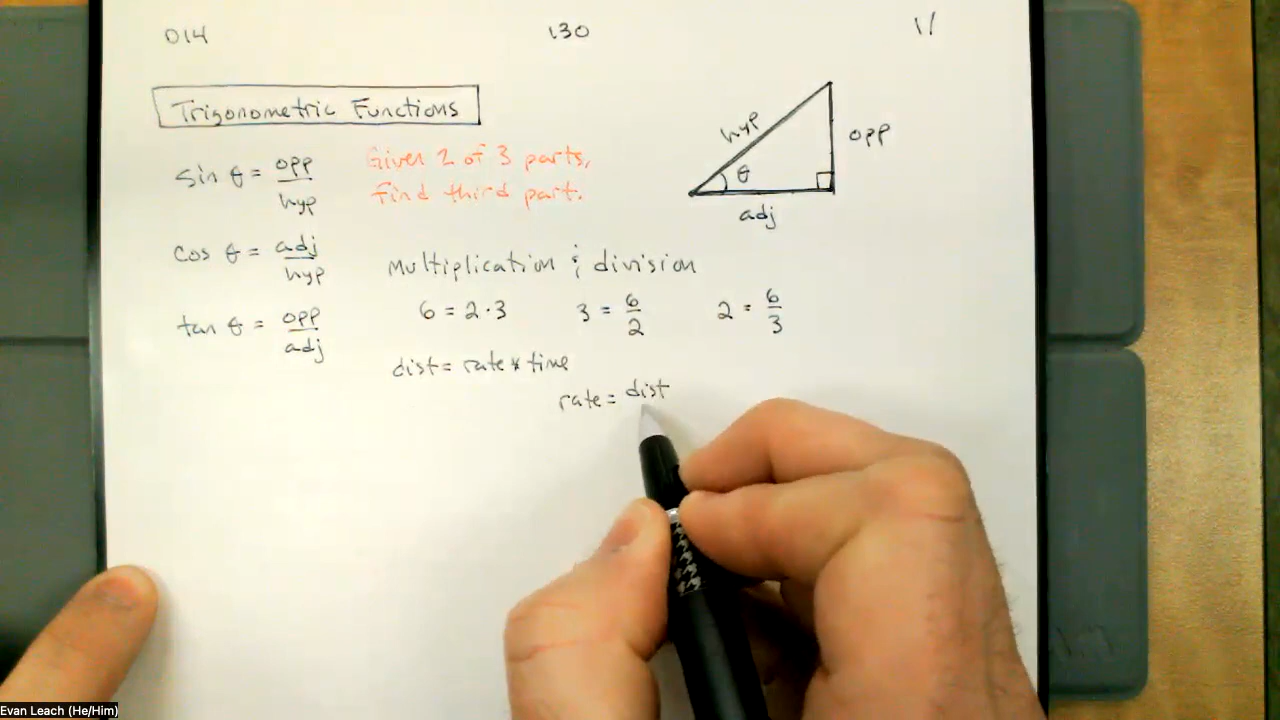 014 130 1/
Trigonometric Functions
sin θ = opp/hyp
Given 2 of 3 parts,
find third part.
hyp
θ
opp
adj
cos θ = adj/hyp
Multiplication & division
6 = 2 · 3 3 = 6/2 2 = 6/3
tan θ = opp/adj
dist = rate * time
rate = dist
Evan Leach (He/Him)